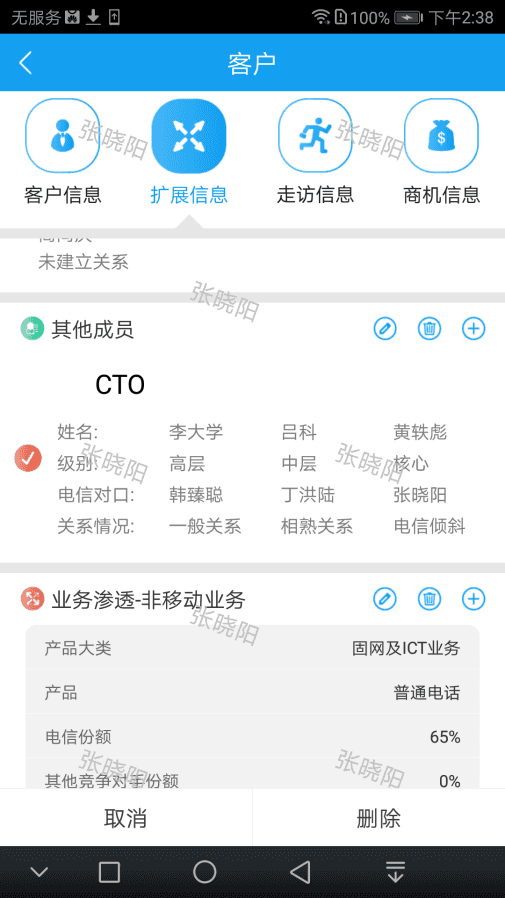 无服务 100% 下午2:38
客户
客户信息 扩展信息 走访信息 商机信息
未建立关系
其他成员
CTO
姓名: 李大学 吕科 黄轶彪
级别: 高层 中层 核心
电信对口: 韩臻聪 丁洪陆 张晓阳
关系情况: 一般关系 相熟关系 电信倾斜
业务渗透-非移动业务
产品大类 固网及ICT业务
产品 普通电话
电信份额 65%
其他竞争对手份额 0%
取消 删除
张晓阳
张晓阳
张晓阳
张晓阳
张晓阳
张晓阳
张晓阳
张晓阳